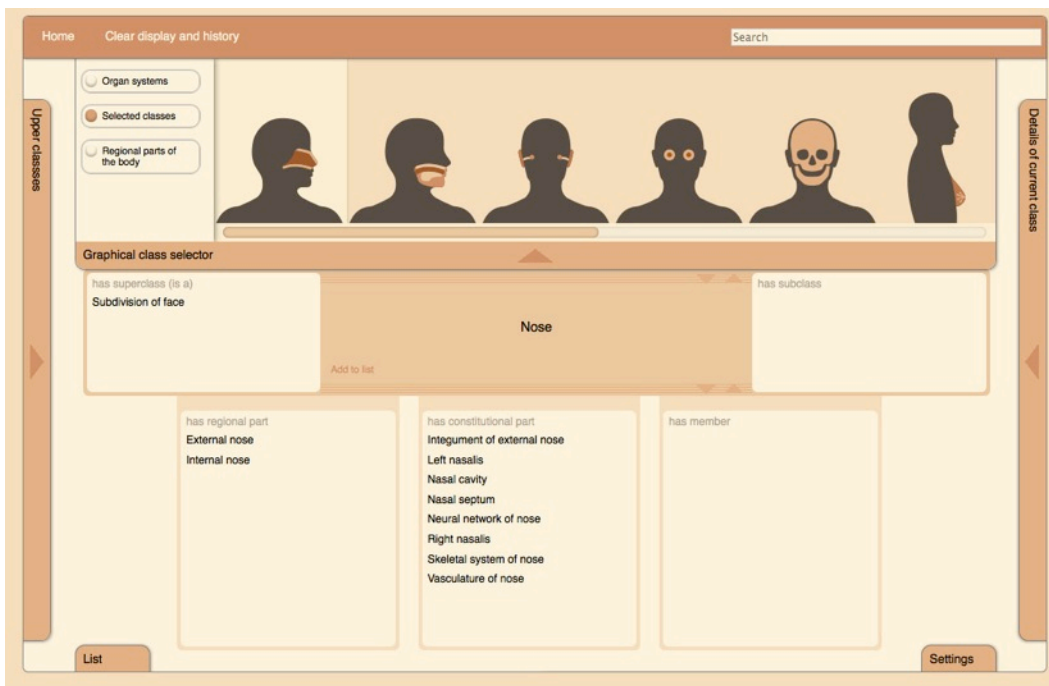 Home
Clear display and history
Search
Organ systems
Selected classes
Regional parts of
the body
Upper classses
Details of current class
Graphical class selector
has superclass (is a)
Subdivision of face
Nose
Add to list
has subclass
has regional part
External nose
Internal nose
has constitutional part
Integument of external nose
Left nasalis
Nasal cavity
Nasal septum
Neural network of nose
Right nasalis
Skeletal system of nose
Vasculature of nose
has member
List
Settings